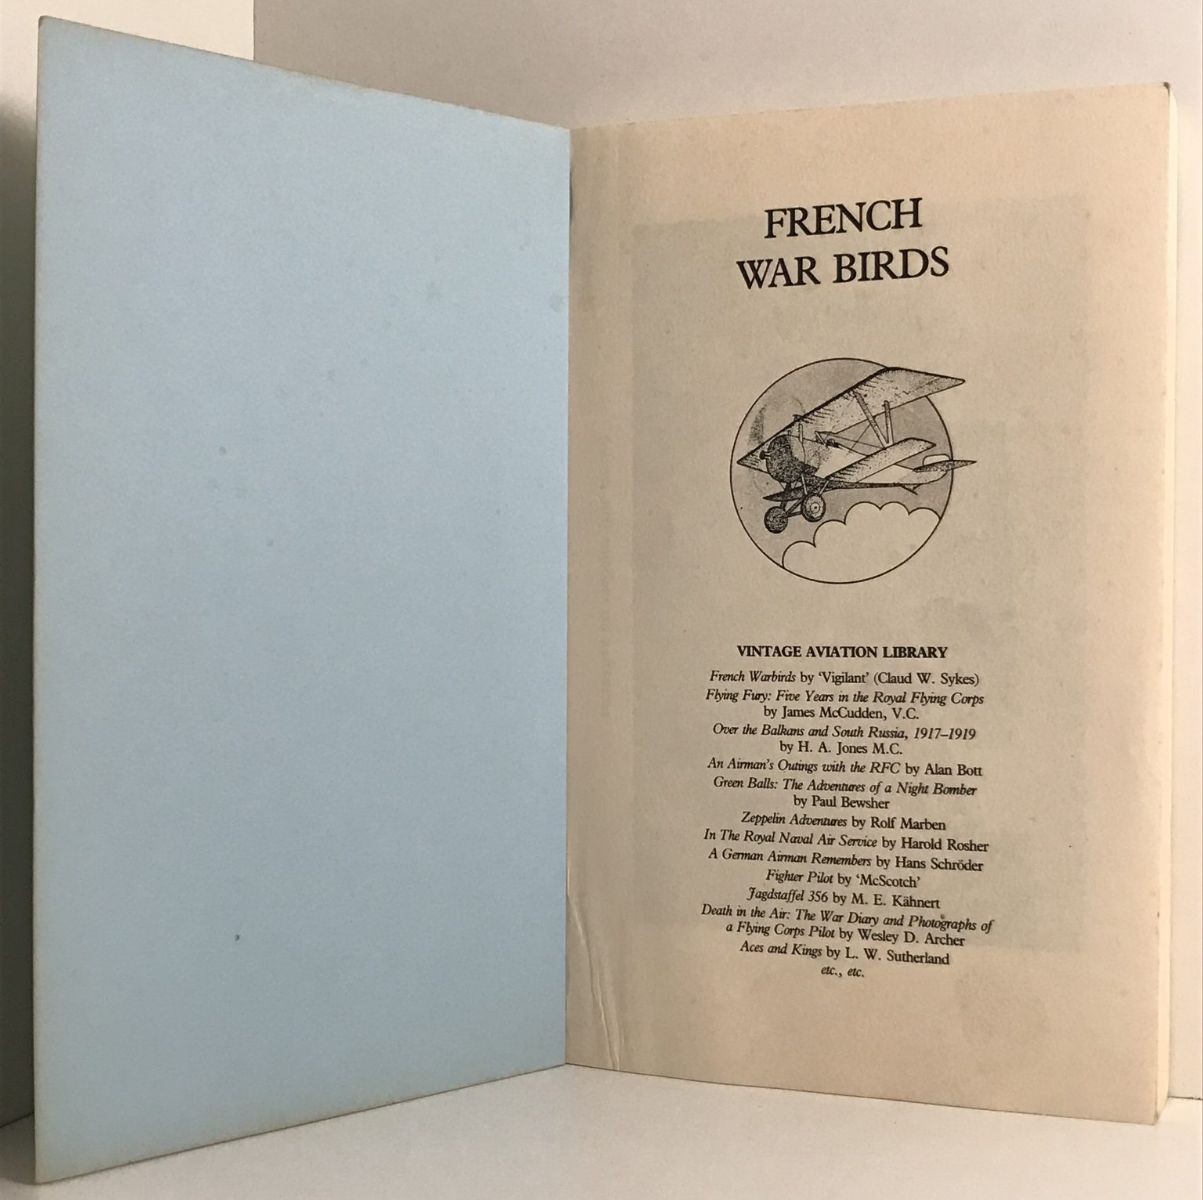 FRENCH
WAR BIRDS
VINTAGE AVIATION LIBRARY
French Warbirds by 'Vigilant' (Claud W. Sykes)
Flying Fury: Five Years in the Royal Flying Corps
by James McCudden, V.C.
Over the Balkans and South Russia, 1917–1919
by H. A. Jones M.C.
An Airman's Outings with the RFC by Alan Bott
Green Balls: The Adventures of a Night Bomber
by Paul Bewsher
Zeppelin Adventures by Rolf Marben
In The Royal Naval Air Service by Harold Rosher
A German Airman Remembers by Hans Schröder
Fighter Pilot by 'McScotch'
Jagdstaffel 356 by M. E. Kähnert
Death in the Air: The War Diary and Photographs of
a Flying Corps Pilot by Wesley D. Archer
Aces and Kings by L. W. Sutherland
etc., etc.